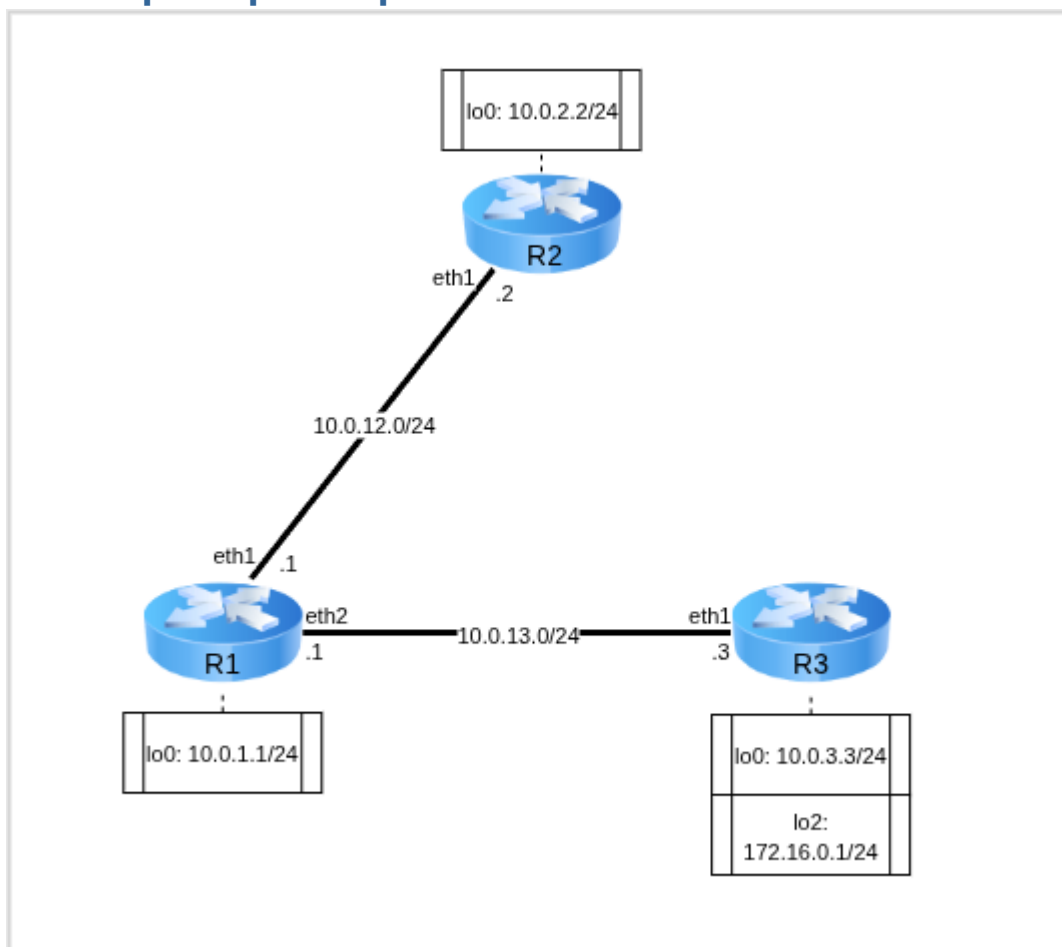 lo0: 10.0.2.2/24
R2
eth1
.2
10.0.12.0/24
eth1
.1
eth2
eth1
10.0.13.0/24
.1
.3
R1
R3
lo0: 10.0.1.1/24
lo0: 10.0.3.3/24
lo2:
172.16.0.1/24